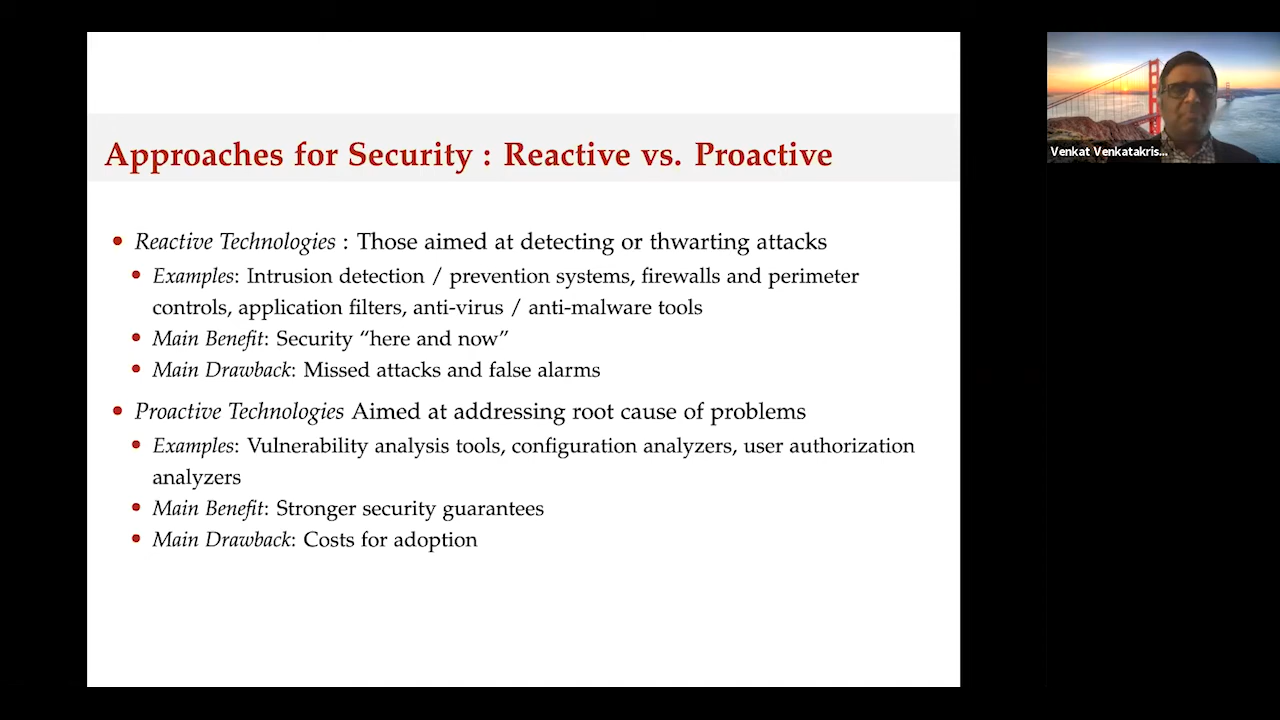 Approaches for Security : Reactive vs. Proactive
• Reactive Technologies : Those aimed at detecting or thwarting attacks
• Examples: Intrusion detection / prevention systems, firewalls and perimeter
controls, application filters, anti-virus / anti-malware tools
• Main Benefit: Security “here and now”
• Main Drawback: Missed attacks and false alarms
• Proactive Technologies Aimed at addressing root cause of problems
• Examples: Vulnerability analysis tools, configuration analyzers, user authorization
analyzers
• Main Benefit: Stronger security guarantees
• Main Drawback: Costs for adoption
Venkat Venkatakris...